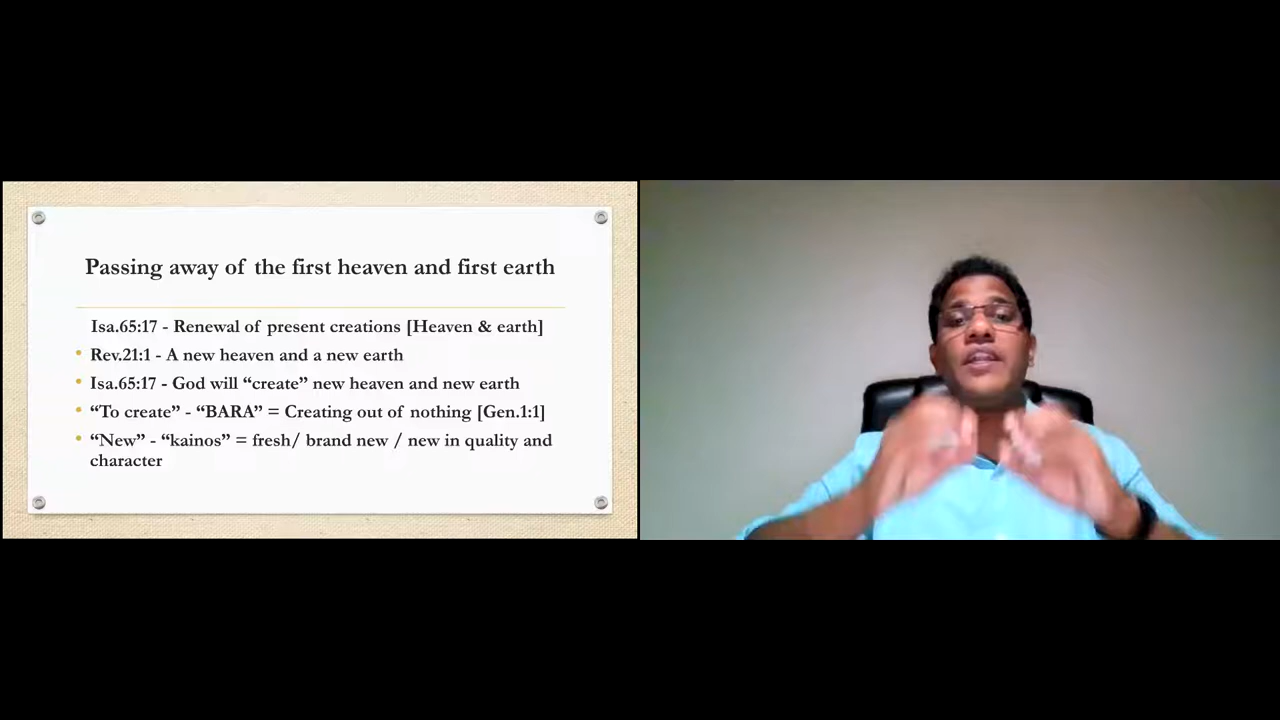 Passing away of the first heaven and first earth
Isa.65:17 - Renewal of present creations [Heaven & earth]
• Rev.21:1 - A new heaven and a new earth
• Isa.65:17 - God will “create” new heaven and new earth
• “To create” - “BARA” = Creating out of nothing [Gen.1:1]
• “New” - “kainos” = fresh/ brand new / new in quality and
character